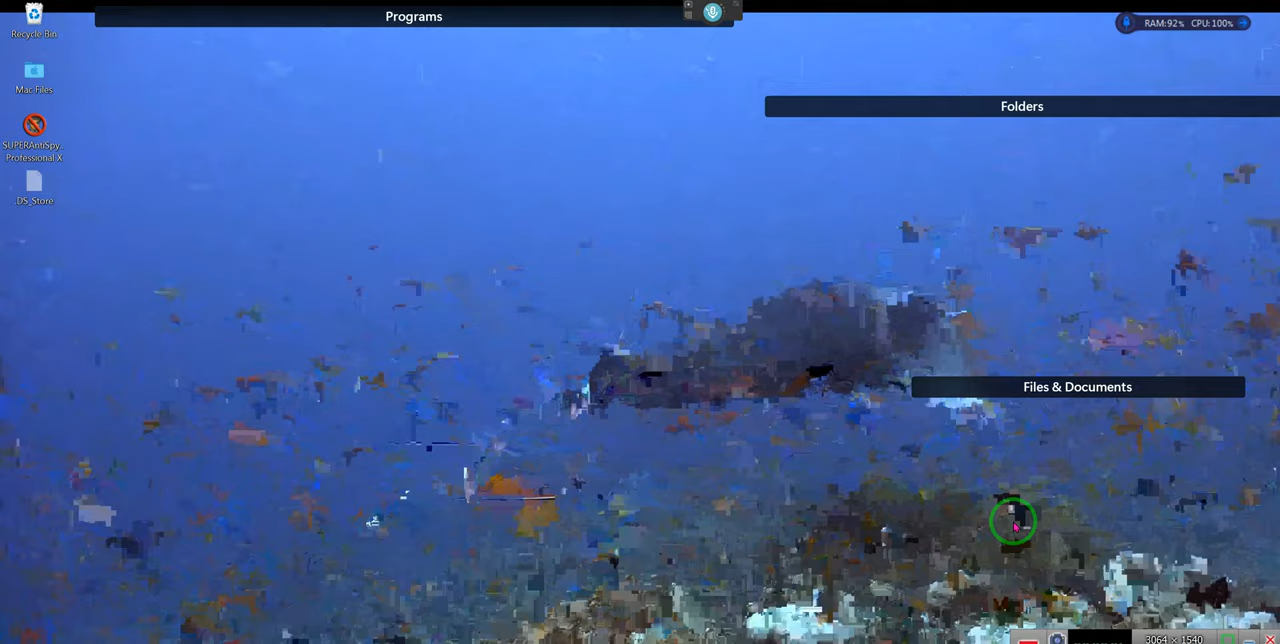 Programs
Recycle Bin
RAM:92% CPU:100%
Mac Files
Folders
SUPERAntiSpy...
Professional X
.DS_Store
Files & Documents
3064 × 1540